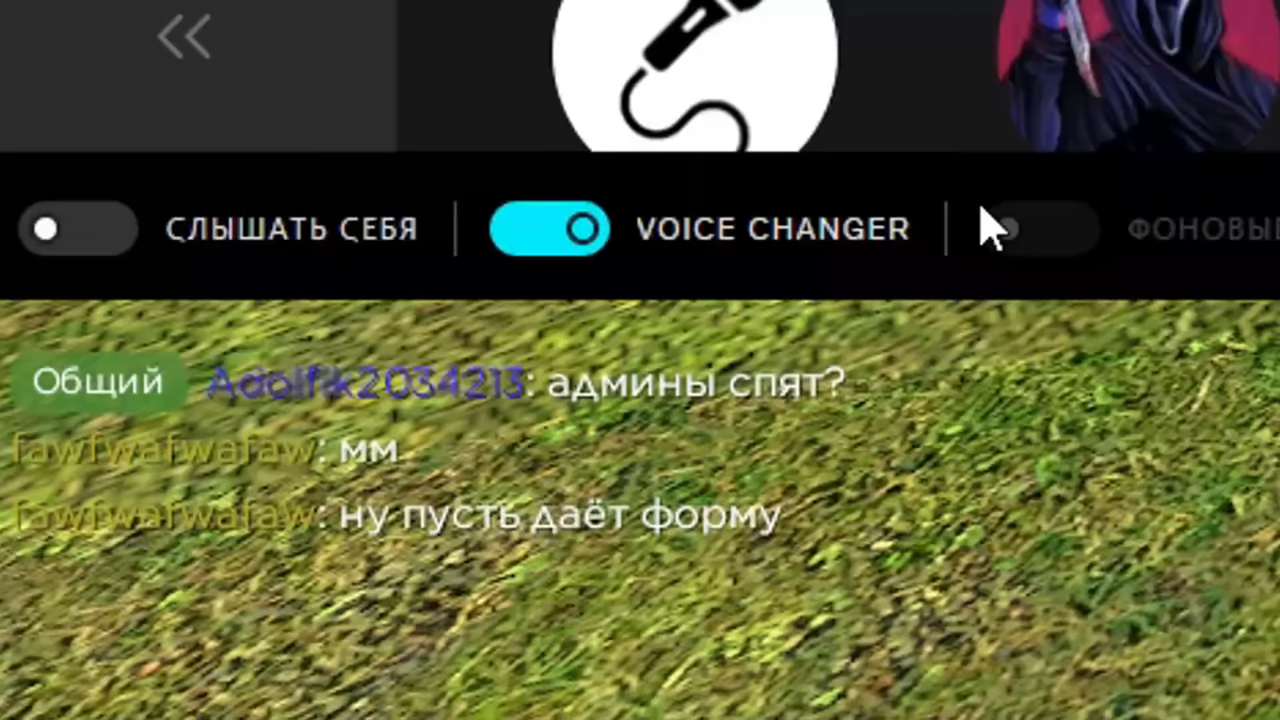 СЛЫШАТЬ СЕБЯ VOICE CHANGER
Общий Adolfik2034213: админы спят?
fawfwafwafaw: мм
fawfwafwafaw: ну пусть даёт форму